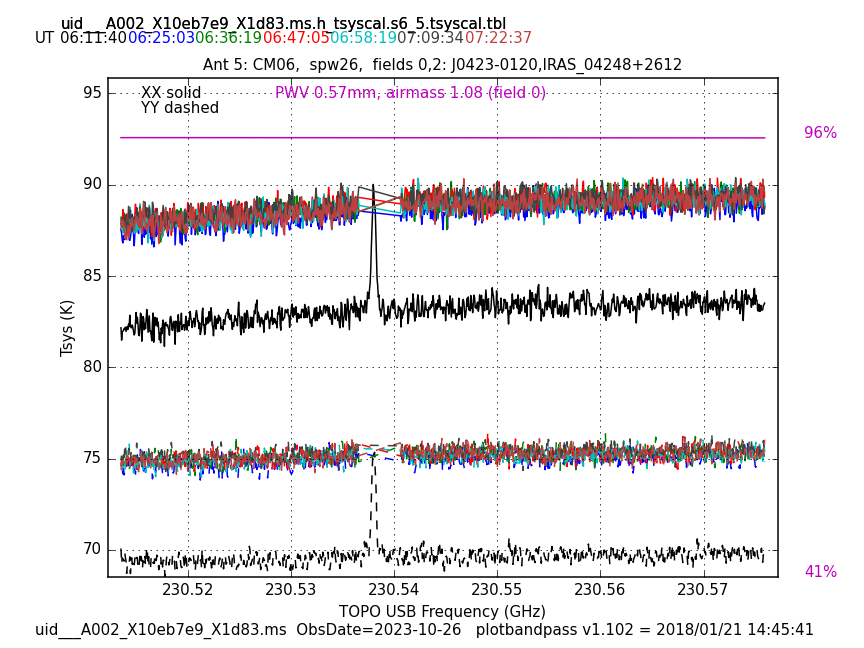 uid___A002_X10eb7e9_X1d83.ms.h_tsyscal.s6_5.tsyscal.tbl
UT 06:11:40 06:25:03 06:36:19 06:47:05 06:58:19 07:09:34 07:22:37
Ant 5: CM06,  spw26,  fields 0,2: J0423-0120,IRAS_04248+2612
XX solid
YY dashed
PWV 0.57mm, airmass 1.08 (field 0)
96%
41%
95
90
85
80
75
70
Tsys (K)
230.52 230.53 230.54 230.55 230.56 230.57
TOPO USB Frequency (GHz)
uid___A002_X10eb7e9_X1d83.ms  ObsDate=2023-10-26   plotbandpass v1.102 = 2018/01/21 14:45:41